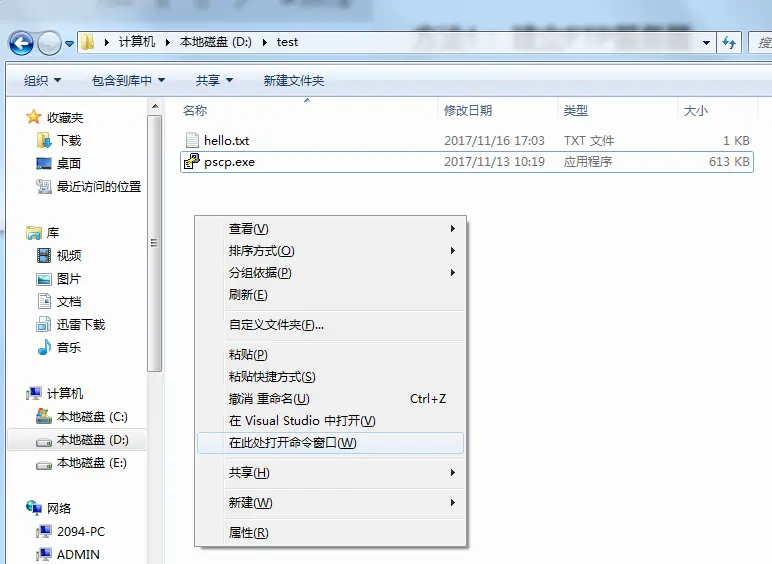 计算机 本地磁盘 (D:) test
组织 包含到库中 共享 新建文件夹
收藏夹
下载
桌面
最近访问的位置
库
视频
图片
文档
迅雷下载
音乐
计算机
本地磁盘 (C:)
本地磁盘 (D:)
本地磁盘 (E:)
网络
2094-PC
ADMIN
名称 修改日期 类型 大小
hello.txt 2017/11/16 17:03 TXT 文件 1 KB
pscp.exe 2017/11/13 10:19 应用程序 613 KB
查看(V)
排序方式(O)
分组依据(P)
刷新(E)
自定义文件夹(F)...
粘贴(P)
粘贴快捷方式(S)
撤消 重命名(U) Ctrl+Z
在 Visual Studio 中打开(V)
在此处打开命令窗口(W)
共享(H)
新建(W)
属性(R)